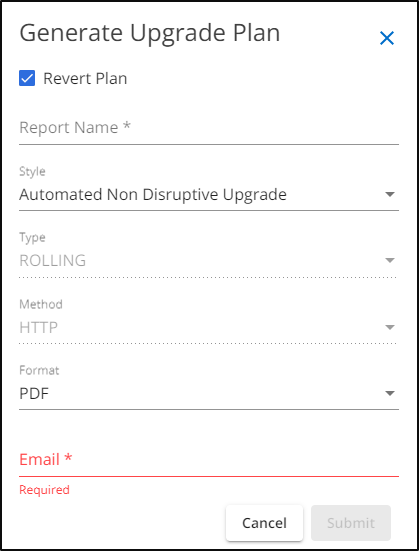 Generate Upgrade Plan
Revert Plan
Report Name *
Style
Automated Non Disruptive Upgrade
Type
ROLLING
Method
HTTP
Format
PDF
Email *
Required
Cancel Submit